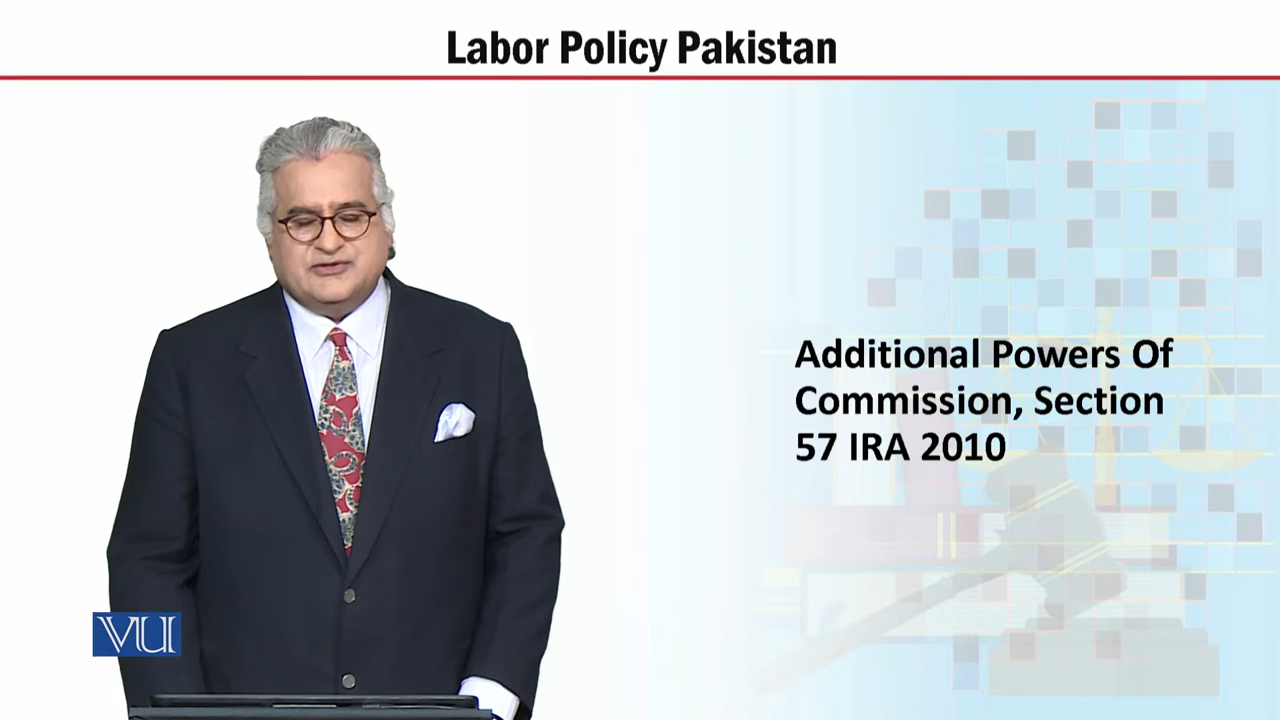 Labor Policy Pakistan
Additional Powers Of
Commission, Section
57 IRA 2010
VU